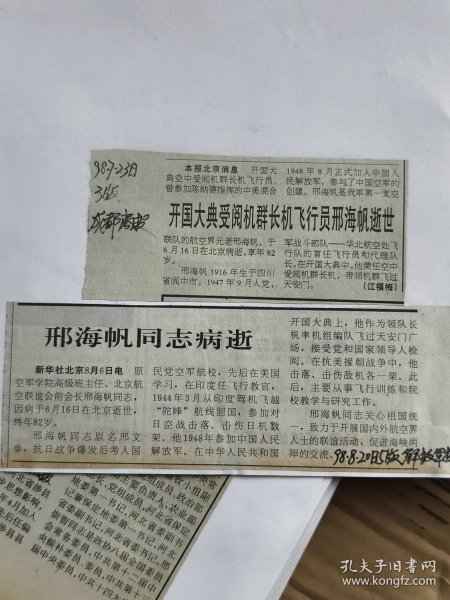 98.7-23日
3版
成都商报
本报北京消息　开国大
典空中受阅机群长机飞行员、
曾参加陈纳德指挥的中美混合
1948年8月正式加入中国人
民解放军，参与了中国空军的
创建。邢海帆是我军第一支空
开国大典受阅机群长机飞行员邢海帆逝世
联队的航空界元老邢海帆，于
6月16日在北京病逝，享年82
岁。
邢海帆1916年生于四川
省阆中市。1947年9月入党，
军战斗部队——华北航空处飞行
队的首任飞行员和代理队
长，在开国大典中，他荣任空中
受阅机群长机，带领机群飞过
天安门。
（江福梅）
邢海帆同志病逝
新华社北京8月6日电　原
空军学院高级班主任、北京航
空联谊会前会长邢海帆同志，
因病于6月16日在北京逝世，
终年82岁。
邢海帆同志原名邢文
卓，抗日战争爆发后考入国
民党空军航校，先后在美国
学习，在印度任飞行教官，
1944年3月从印度驾机飞越
“驼峰”航线回国，参加对
日空战击落、击伤日机数
架。他1948年参加中国人民
解放军，在中华人民共和国
开国大典上，他作为领队长
机率机组编队飞过天安门广
场，接受党和国家领导人检
阅。在抗美援朝战争中，他
击落、击伤敌机各一架。此
后，主要从事飞行训练和院
校教学与研究工作。
邢海帆同志关心祖国统
一，致力于开展国内外航空界
人士的联谊活动，促进海峡两
岸的交流。
98.8.20日5版
解放军报
孔夫子旧书网
www.kongfz.com